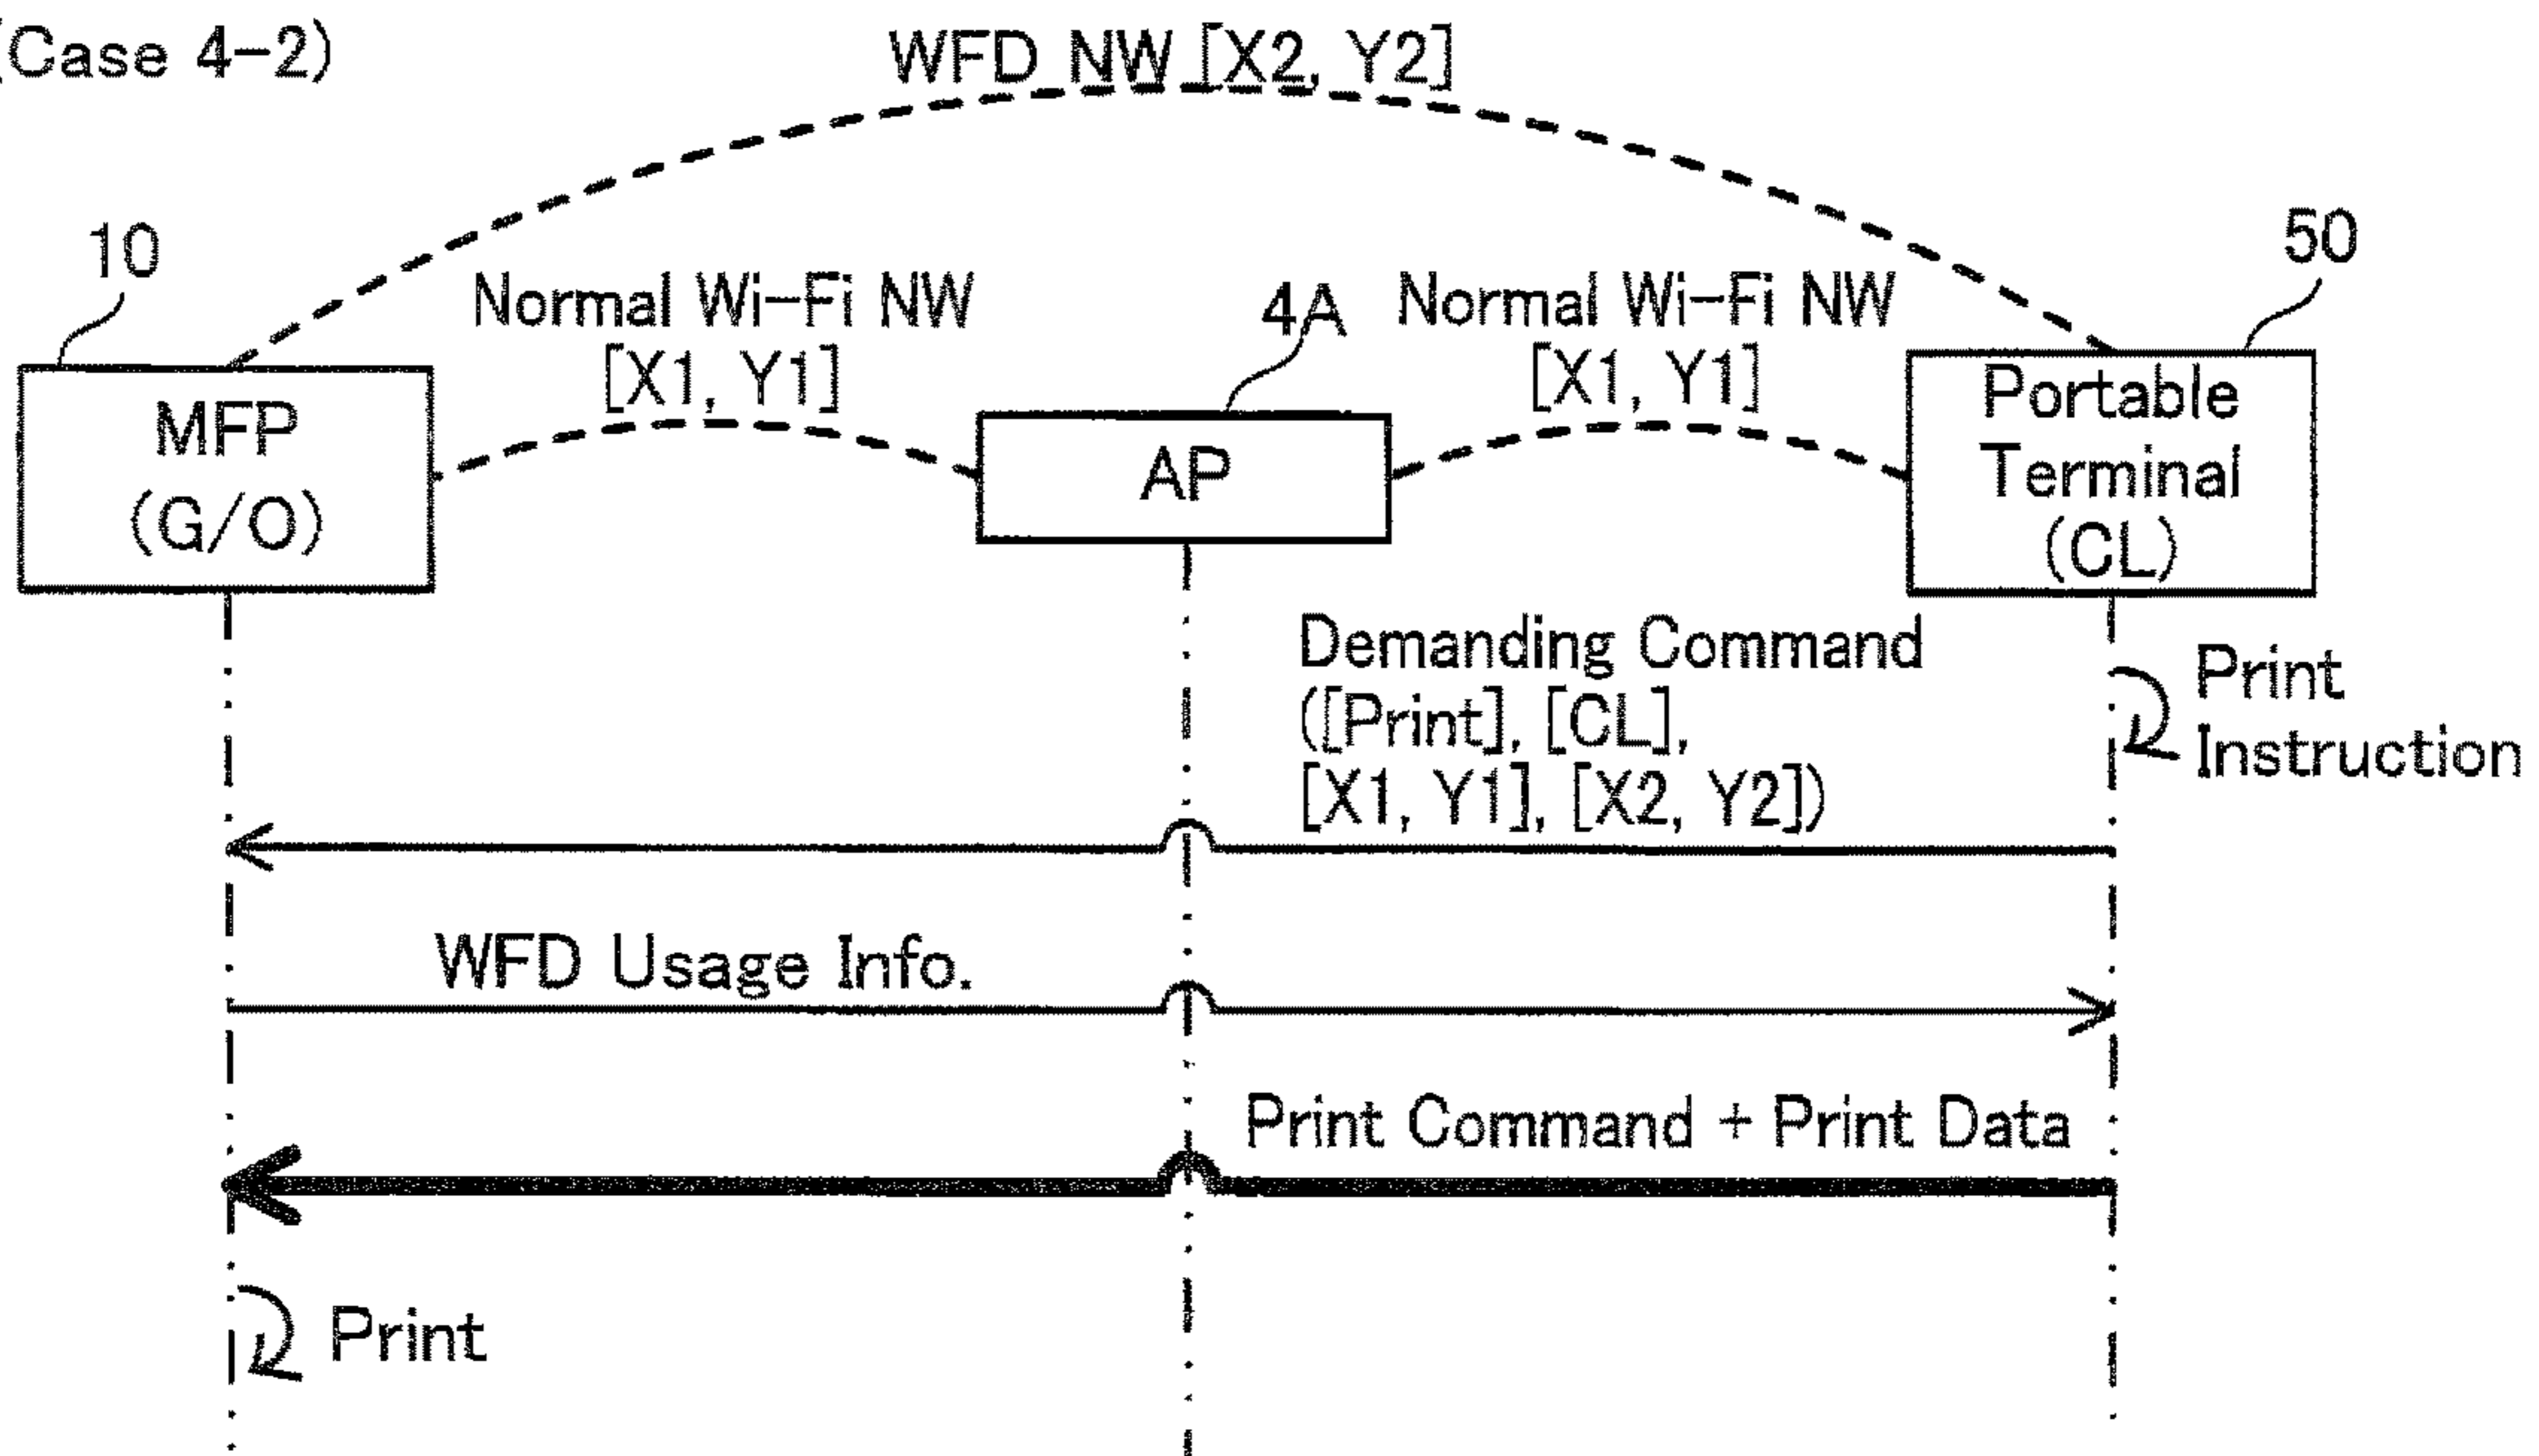 (Case 4-2)
WFD NW [X2, Y2]
10
Normal Wi-Fi NW
[X1, Y1]
4A
Normal Wi-Fi NW
[X1, Y1]
50
MFP
(G/O)
AP
Portable
Terminal
(CL)
Demanding Command
([Print], [CL],
[X1, Y1], [X2, Y2])
Print
Instruction
WFD Usage Info.
Print Command + Print Data
Print